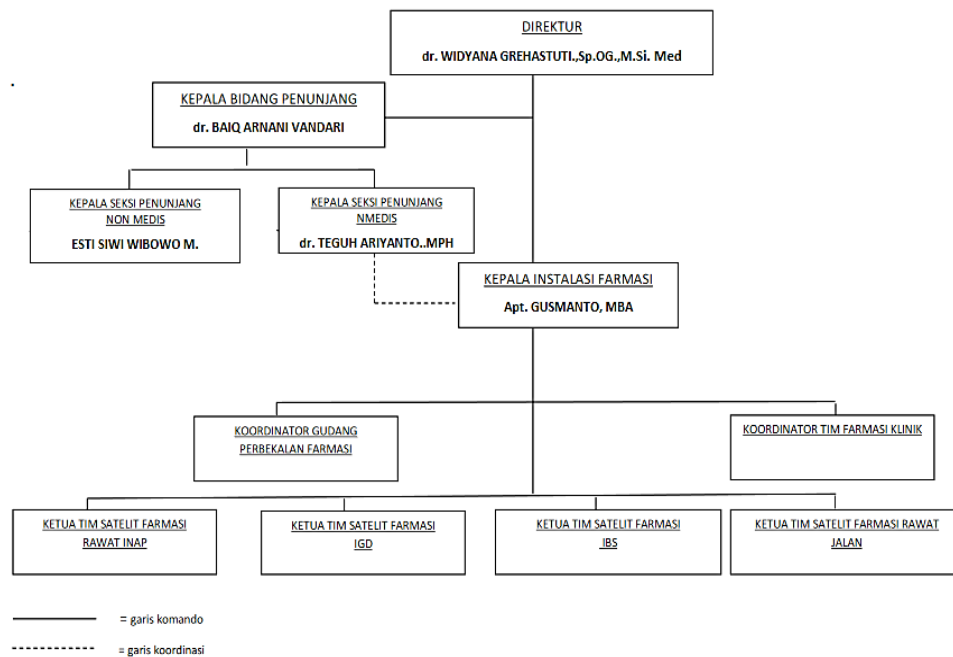 DIREKTUR
dr. WIDYANA GREHASTUTI.,Sp.OG.,M.Si. Med
.
KEPALA BIDANG PENUNJANG
dr. BAIQ ARNANI VANDARI
KEPALA SEKSI PENUNJANG
NON MEDIS
ESTI SIWI WIBOWO M.
KEPALA SEKSI PENUNJANG
NMEDIS
dr. TEGUH ARIYANTO..MPH
KEPALA INSTALASI FARMASI
Apt. GUSMANTO, MBA
KOORDINATOR GUDANG
PERBEKALAN FARMASI
KOORDINATOR TIM FARMASI KLINIK
KETUA TIM SATELIT FARMASI
RAWAT INAP
KETUA TIM SATELIT FARMASI
IGD
KETUA TIM SATELIT FARMASI
IBS
KETUA TIM SATELIT FARMASI RAWAT
JALAN
= garis komando
= garis koordinasi